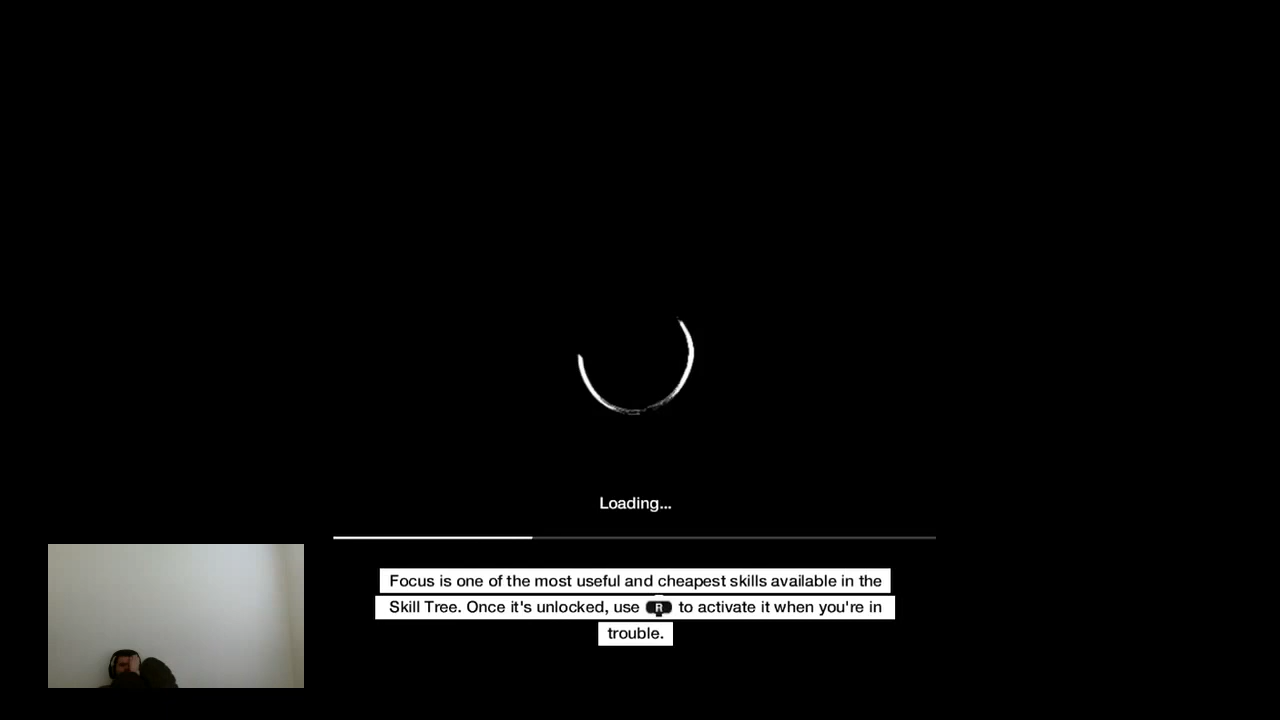 Loading...
Focus is one of the most useful and cheapest skills available in the
Skill Tree. Once it's unlocked, use R to activate it when you're in
trouble.